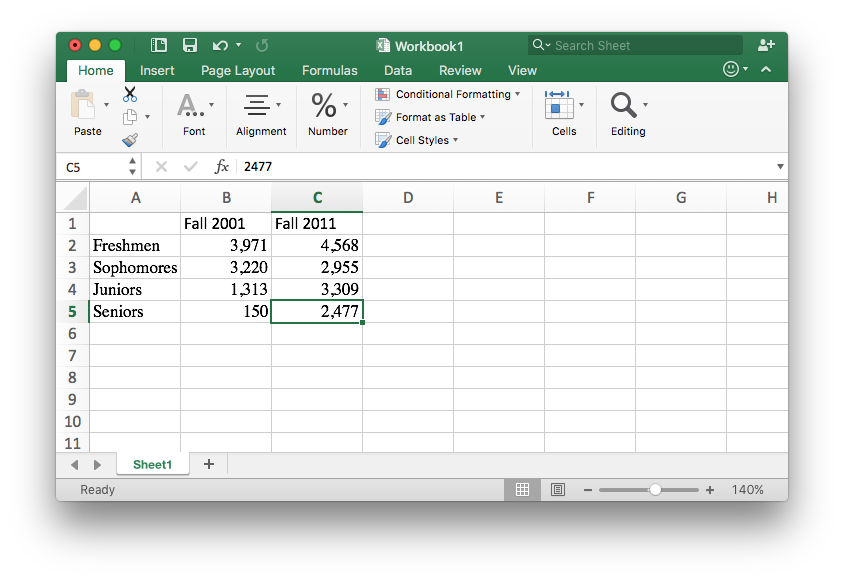 Workbook1
Search Sheet
Home Insert Page Layout Formulas Data Review View
Paste
A...
Font
Alignment
%
Number
Conditional Formatting
Format as Table
Cell Styles
Cells
Editing
C5 fx 2477
A B C D E F G H
1 Fall 2001 Fall 2011
2 Freshmen 3,971 4,568
3 Sophomores 3,220 2,955
4 Juniors 1,313 3,309
5 Seniors 150 2,477
6
7
8
9
10
11
Sheet1 +
Ready − + 140%